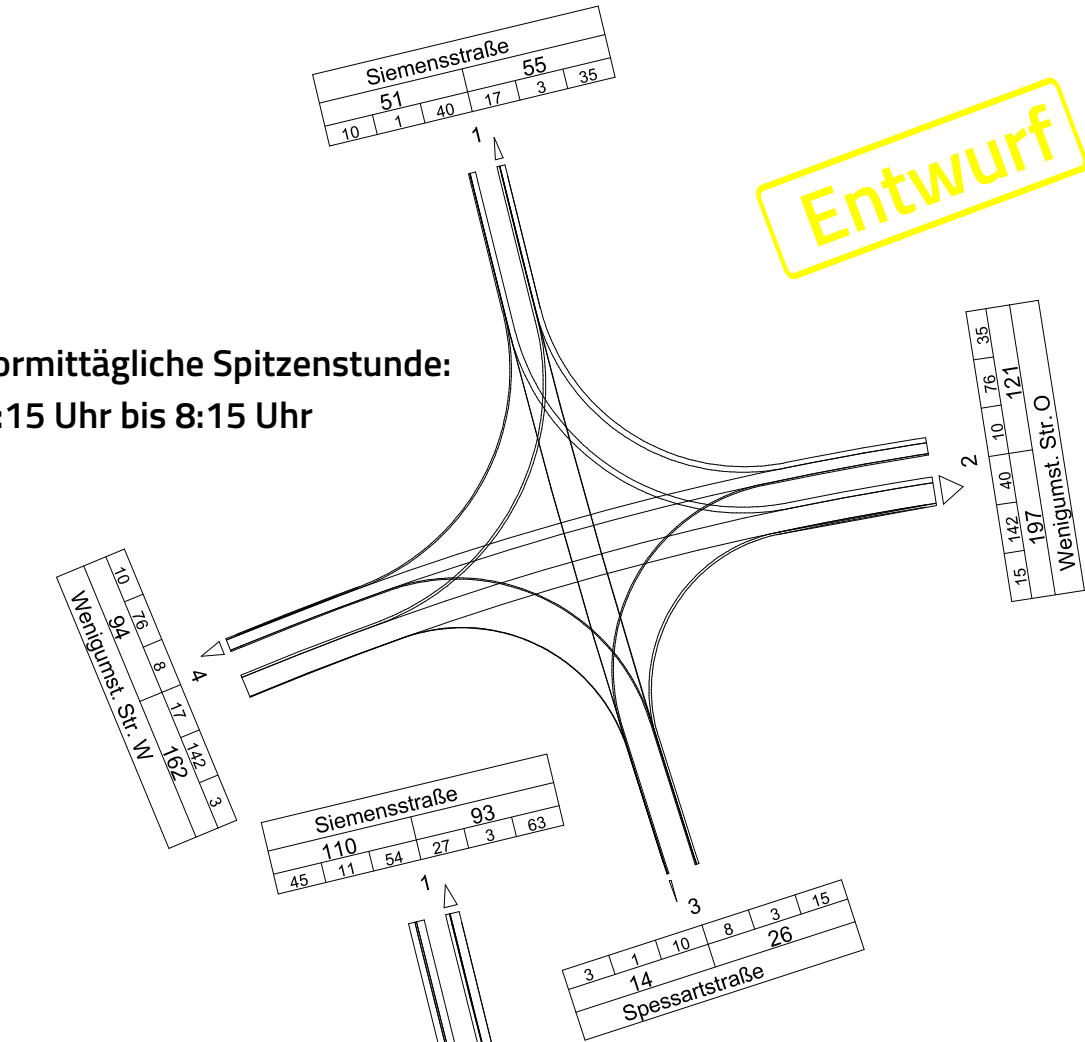 Siemensstraße
51 55
10 1 40 17 3 35
1
Entwurf
ormittägliche Spitzenstunde:
:15 Uhr bis 8:15 Uhr
35 76 10 40 142 15
121 197
Wenigumst. Str. O
2
10 76 8 17 142 3
94 162
Wenigumst. Str. W
4
Siemensstraße
110 93
45 11 54 27 3 63
1
3
3 1 10 8 3 15
14 26
Spessartstraße